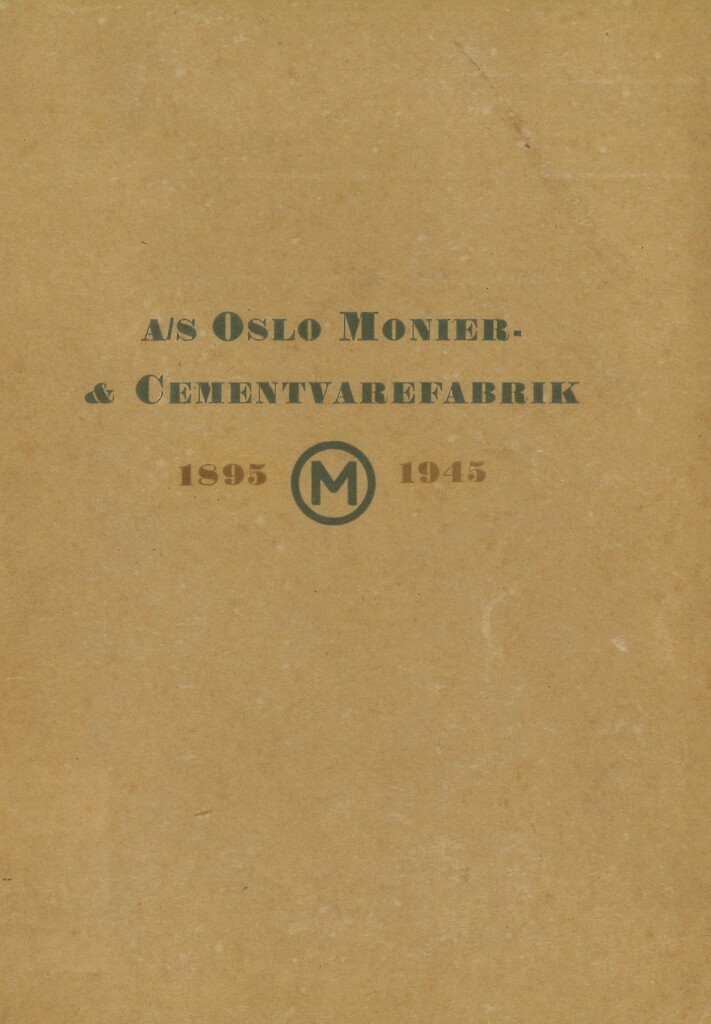 A/S OSLO MONIER-
& CEMENTVAREFABRIK
1895 M 1945